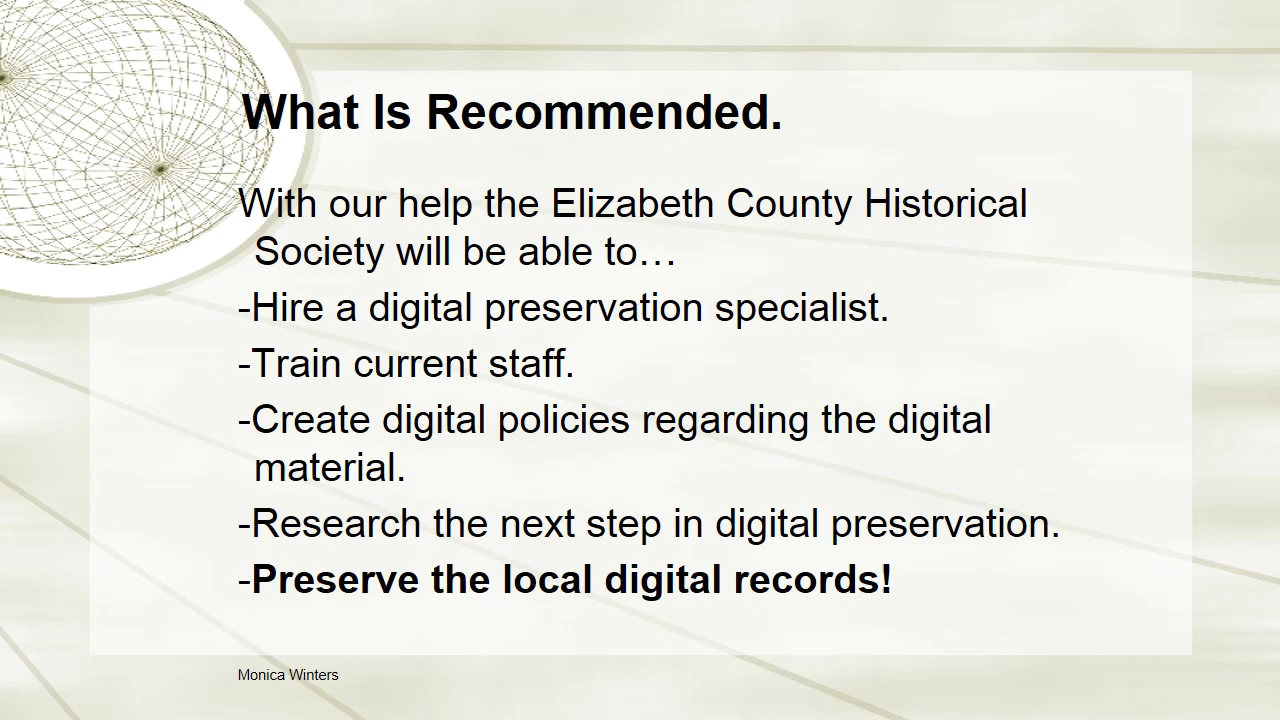 What Is Recommended.
With our help the Elizabeth County Historical
Society will be able to…
-Hire a digital preservation specialist.
-Train current staff.
-Create digital policies regarding the digital
material.
-Research the next step in digital preservation.
-Preserve the local digital records!
Monica Winters